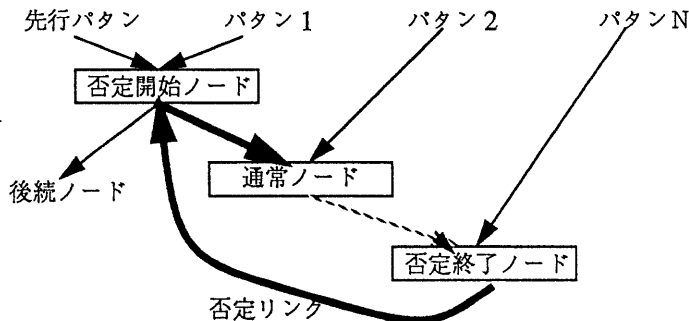 先行パタン
パタン1
パタン2
パタンN
否定開始ノード
後続ノード
通常ノード
否定終了ノード
否定リンク